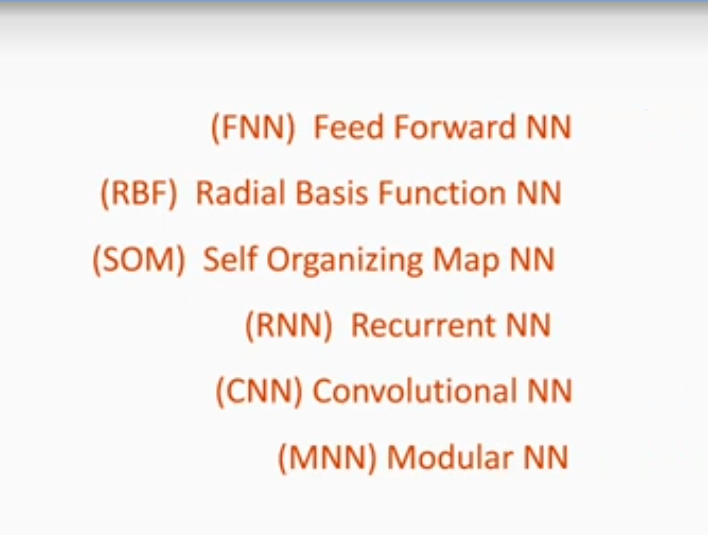 (FNN) Feed Forward NN
(RBF) Radial Basis Function NN
(SOM) Self Organizing Map NN
(RNN) Recurrent NN
(CNN) Convolutional NN
(MNN) Modular NN